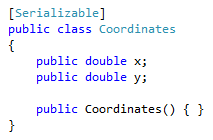 [Serializable]
public class Coordinates
{
    public double x;
    public double y;

    public Coordinates() { }
}